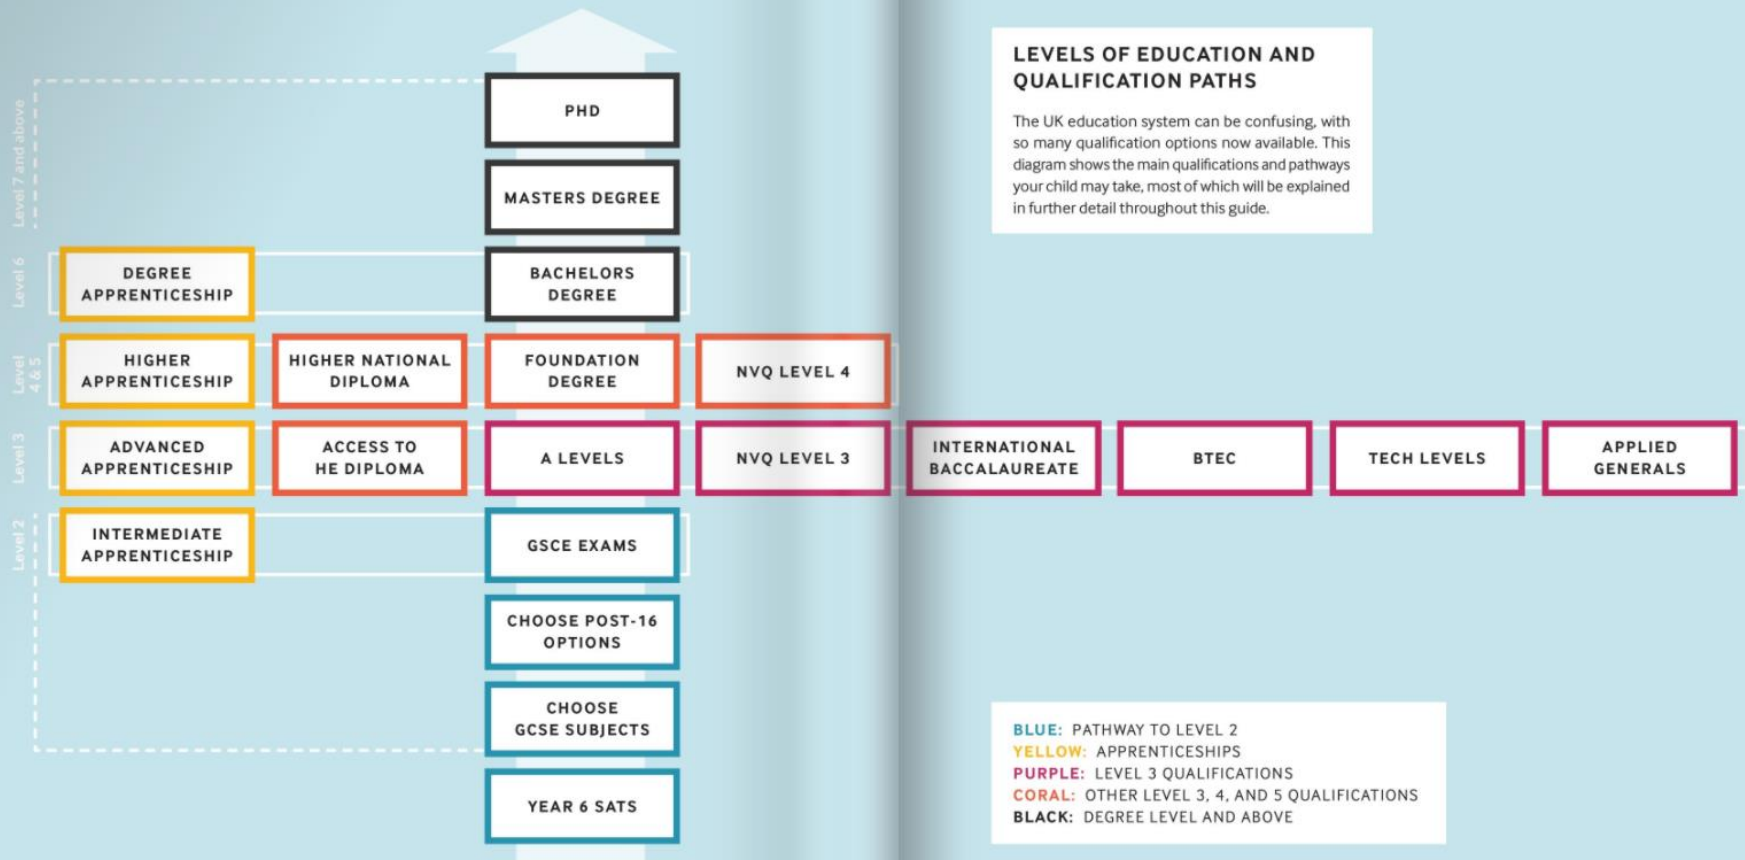 LEVELS OF EDUCATION AND
QUALIFICATION PATHS
The UK education system can be confusing, with
so many qualification options now available. This
diagram shows the main qualifications and pathways
your child may take, most of which will be explained
in further detail throughout this guide.
Level 7 and above
PHD
MASTERS DEGREE
Level 6
DEGREE
APPRENTICESHIP
BACHELORS
DEGREE
Level
4 & 5
HIGHER
APPRENTICESHIP
HIGHER NATIONAL
DIPLOMA
FOUNDATION
DEGREE
NVQ LEVEL 4
Level 3
ADVANCED
APPRENTICESHIP
ACCESS TO
HE DIPLOMA
A LEVELS
NVQ LEVEL 3
INTERNATIONAL
BACCALAUREATE
BTEC
TECH LEVELS
APPLIED
GENERALS
Level 2
INTERMEDIATE
APPRENTICESHIP
GSCE EXAMS
CHOOSE POST-16
OPTIONS
CHOOSE
GCSE SUBJECTS
YEAR 6 SATS
BLUE: PATHWAY TO LEVEL 2
YELLOW: APPRENTICESHIPS
PURPLE: LEVEL 3 QUALIFICATIONS
CORAL: OTHER LEVEL 3, 4, AND 5 QUALIFICATIONS
BLACK: DEGREE LEVEL AND ABOVE